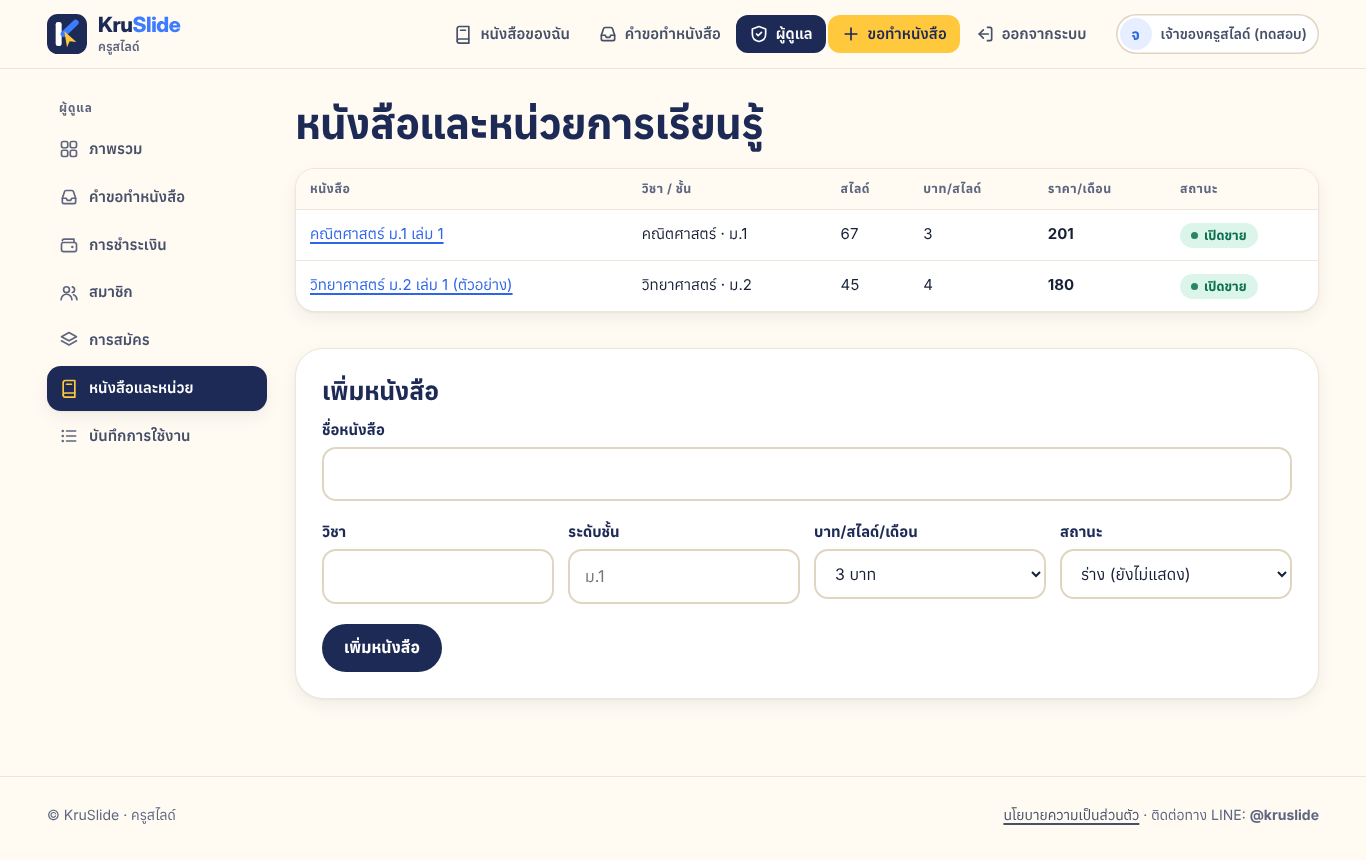 KruSlide
ครูสไลด์
หนังสือของฉัน
คำขอทำหนังสือ
ผู้ดูแล
ขอทำหนังสือ
ออกจากระบบ
จ เจ้าของครูสไลด์ (ทดสอบ)
ผู้ดูแล
ภาพรวม
คำขอทำหนังสือ
การชำระเงิน
สมาชิก
การสมัคร
หนังสือและหน่วย
บันทึกการใช้งาน
หนังสือและหน่วยการเรียนรู้
หนังสือ วิชา / ชั้น สไลด์ บาท/สไลด์ ราคา/เดือน สถานะ
คณิตศาสตร์ ม.1 เล่ม 1 คณิตศาสตร์ · ม.1 67 3 201 เปิดขาย
วิทยาศาสตร์ ม.2 เล่ม 1 (ตัวอย่าง) วิทยาศาสตร์ · ม.2 45 4 180 เปิดขาย
เพิ่มหนังสือ
ชื่อหนังสือ
วิชา ระดับชั้น บาท/สไลด์/เดือน สถานะ
ม.1 3 บาท ร่าง (ยังไม่แสดง)
เพิ่มหนังสือ
© KruSlide · ครูสไลด์
นโยบายความเป็นส่วนตัว · ติดต่อทาง LINE: @kruslide